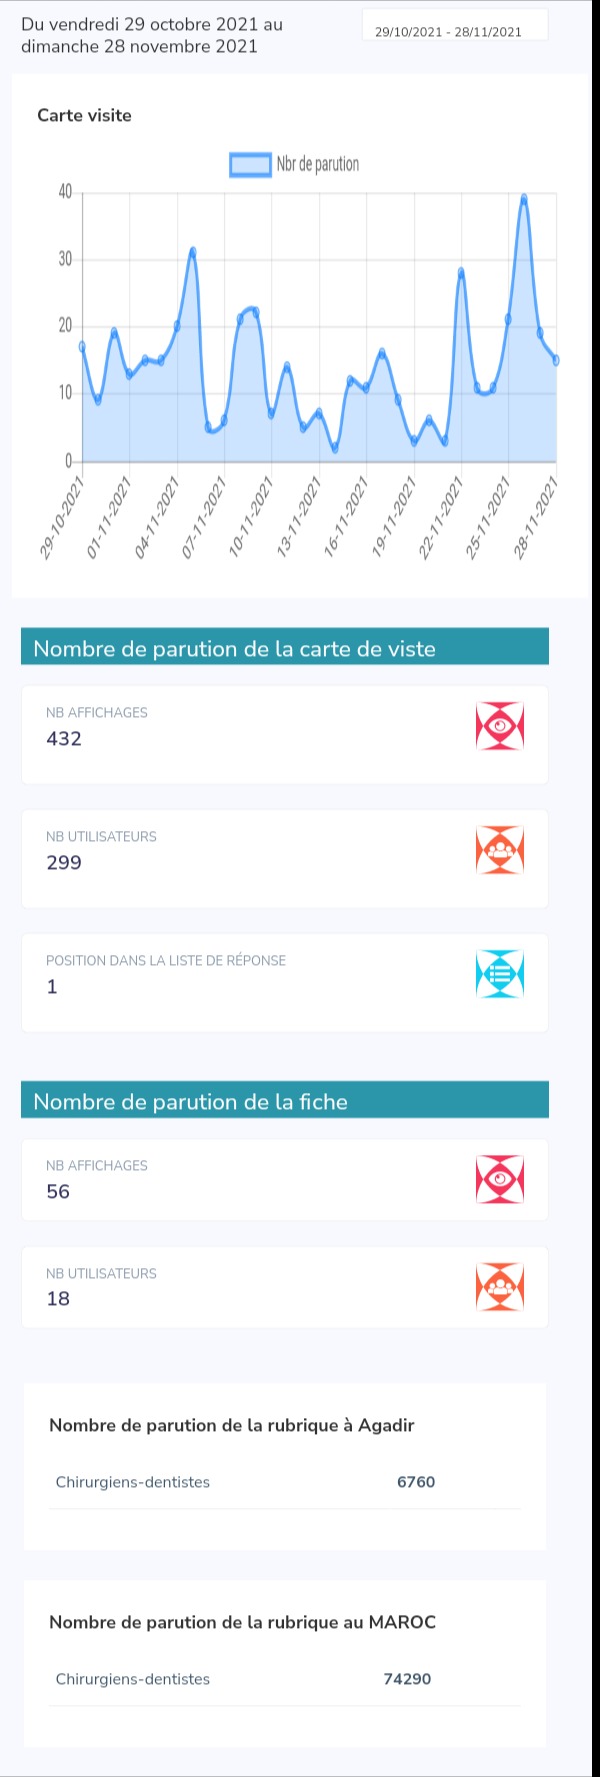 Du vendredi 29 octobre 2021 au
dimanche 28 novembre 2021
29/10/2021 - 28/11/2021
Carte visite
Nbr de parution
40
30
20
10
0
29-10-2021
01-11-2021
04-11-2021
07-11-2021
10-11-2021
13-11-2021
16-11-2021
19-11-2021
22-11-2021
25-11-2021
28-11-2021
Nombre de parution de la carte de viste
NB AFFICHAGES
432
NB UTILISATEURS
299
POSITION DANS LA LISTE DE RÉPONSE
1
Nombre de parution de la fiche
NB AFFICHAGES
56
NB UTILISATEURS
18
Nombre de parution de la rubrique à Agadir
Chirurgiens-dentistes 6760
Nombre de parution de la rubrique au MAROC
Chirurgiens-dentistes 74290